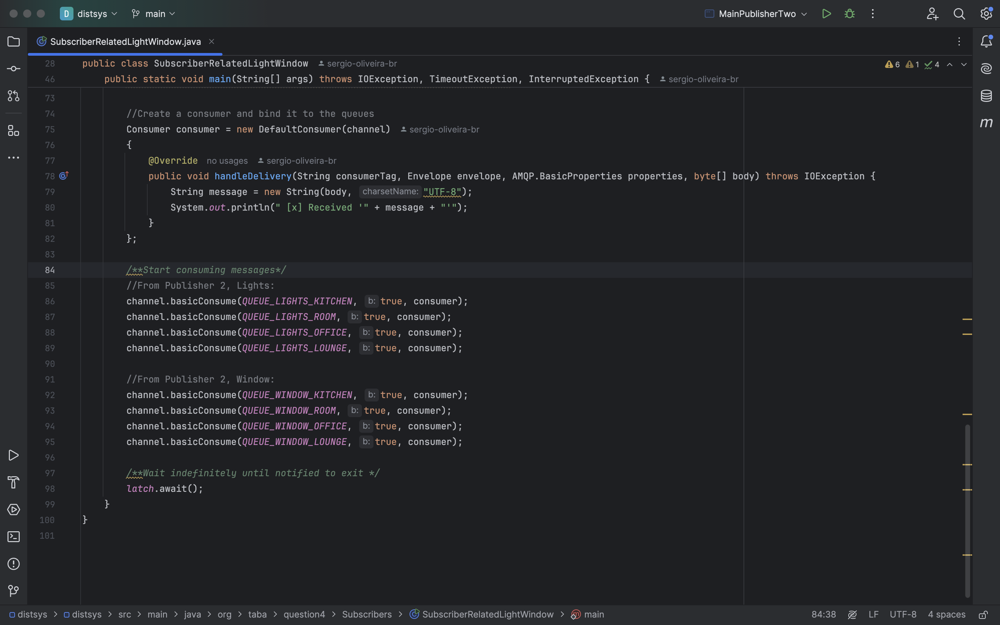 D distsys main MainPublisherTwo
SubscriberRelatedLightWindow.java
28 public class SubscriberRelatedLightWindow sergio-oliveira-br 6 1 4
46 public static void main(String[] args) throws IOException, TimeoutException, InterruptedException { sergio-oliveira-br
73
74 //Create a consumer and bind it to the queues
75 Consumer consumer = new DefaultConsumer(channel) sergio-oliveira-br
76 {
77 @Override no usages sergio-oliveira-br
78 public void handleDelivery(String consumerTag, Envelope envelope, AMQP.BasicProperties properties, byte[] body) throws IOException {
79 String message = new String(body, charsetName: "UTF-8");
80 System.out.println(" [x] Received '" + message + "'");
81 }
82 };
83
84 /**Start consuming messages*/
85 //From Publisher 2, Lights:
86 channel.basicConsume(QUEUE_LIGHTS_KITCHEN, b: true, consumer);
87 channel.basicConsume(QUEUE_LIGHTS_ROOM, b: true, consumer);
88 channel.basicConsume(QUEUE_LIGHTS_OFFICE, b: true, consumer);
89 channel.basicConsume(QUEUE_LIGHTS_LOUNGE, b: true, consumer);
90
91 //From Publisher 2, Window:
92 channel.basicConsume(QUEUE_WINDOW_KITCHEN, b: true, consumer);
93 channel.basicConsume(QUEUE_WINDOW_ROOM, b: true, consumer);
94 channel.basicConsume(QUEUE_WINDOW_OFFICE, b: true, consumer);
95 channel.basicConsume(QUEUE_WINDOW_LOUNGE, b: true, consumer);
96
97 /**Wait indefinitely until notified to exit */
98 latch.await();
99 }
100 }
101
distsys > distsys > src > main > java > org > taba > question4 > Subscribers > SubscriberRelatedLightWindow > m main 84:38 LF UTF-8 4 spaces